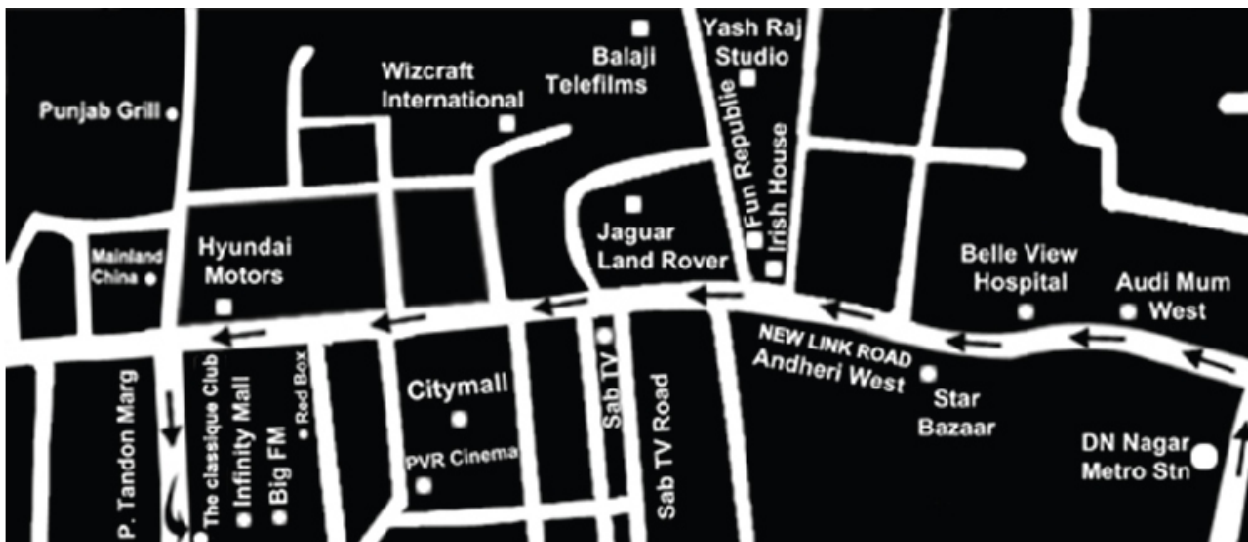 Yash Raj
Studio
Balaji
Telefilms
Wizcraft
International
Punjab Grill
Fun Republie
Irish House
Mainland
China
Hyundai
Motors
Jaguar
Land Rover
Belle View
Hospital
Audi Mum
West
NEW LINK ROAD
Andheri West
Star
Bazaar
DN Nagar
Metro Stn
P. Tandon Marg
The classique Club
Infinity Mall
Big FM
Red Box
Citymall
PVR Cinema
Sab TV
Sab TV Road